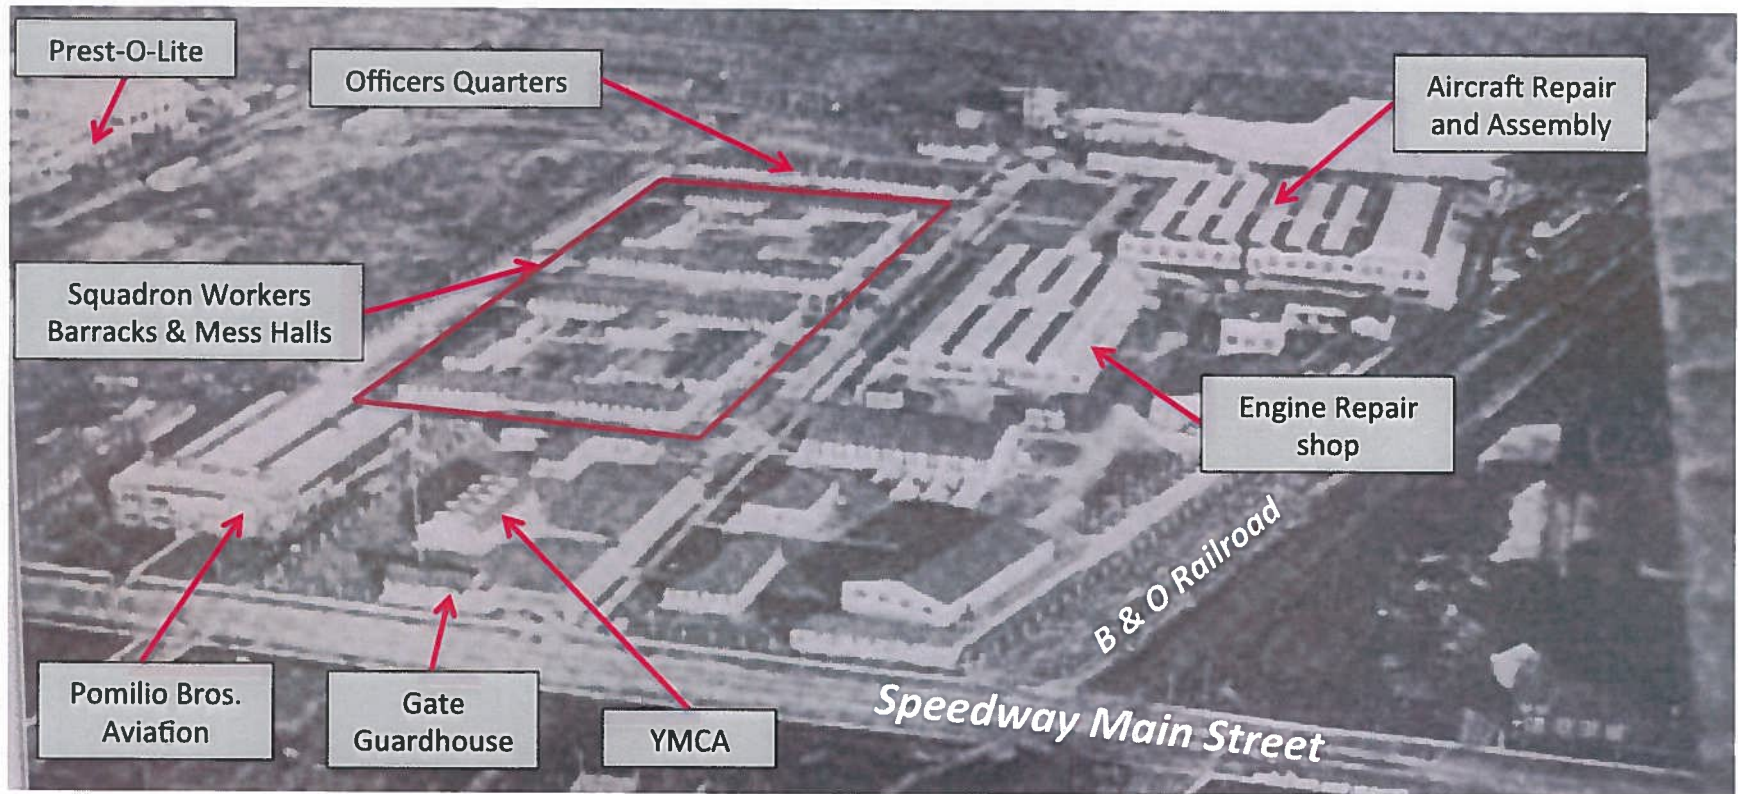 Prest-O-Lite
Officers Quarters
Aircraft Repair
and Assembly
Squadron Workers
Barracks & Mess Halls
Engine Repair
shop
B & O Railroad
Pomilio Bros.
Aviation
Gate
Guardhouse
YMCA
Speedway Main Street